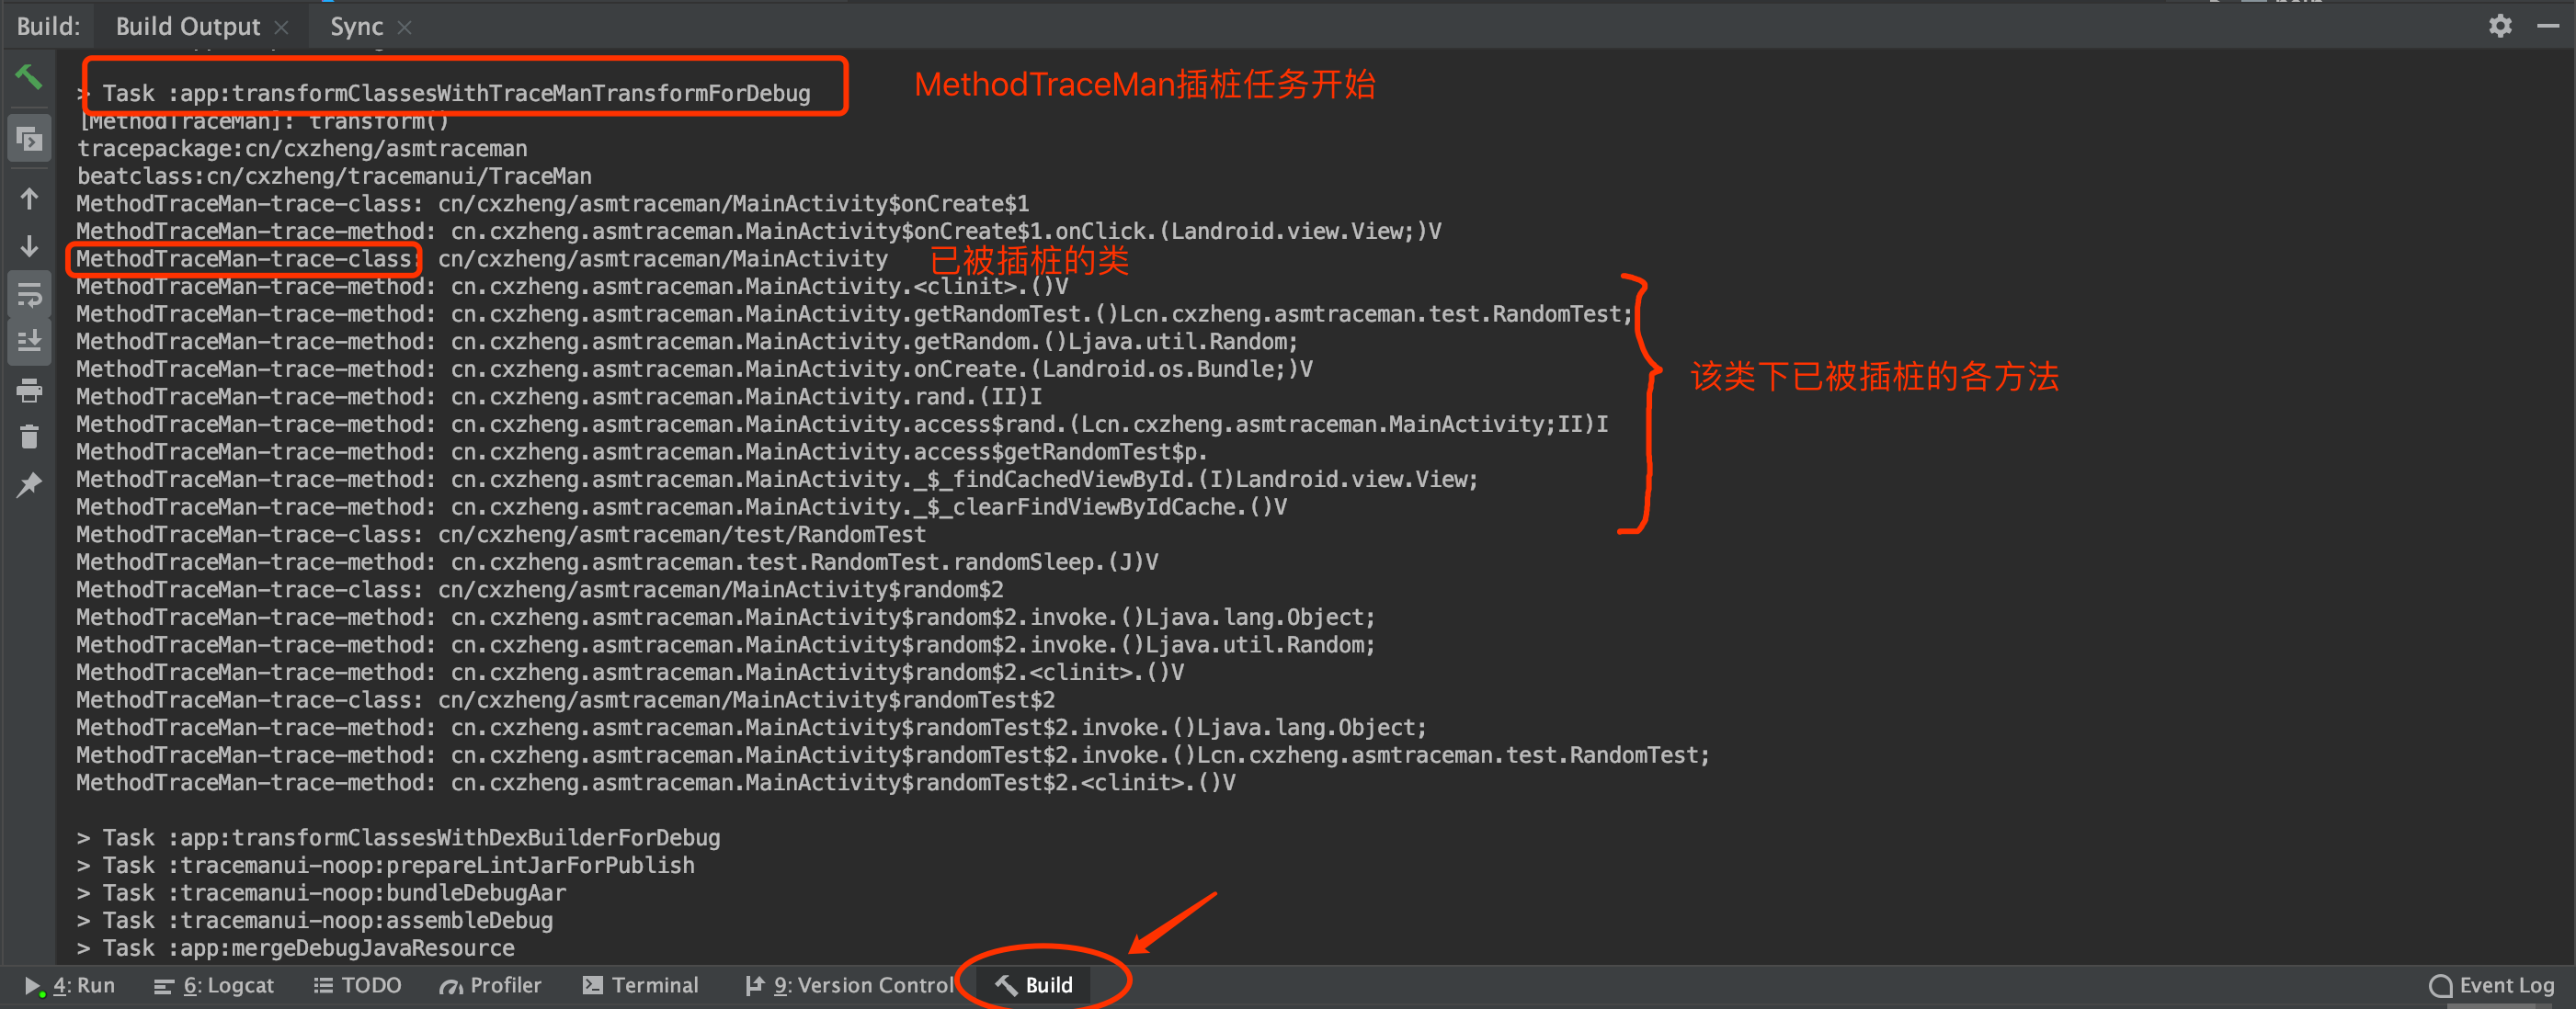 Build: Build Output Sync
> Task :app:transformClassesWithTraceManTransformForDebug MethodTraceMan插桩任务开始
[MethodTraceMan]: transform()
tracepackage:cn/cxzheng/asmtraceman
beatclass:cn/cxzheng/tracemanui/TraceMan
MethodTraceMan-trace-class: cn/cxzheng/asmtraceman/MainActivity$onCreate$1
MethodTraceMan-trace-method: cn.cxzheng.asmtraceman.MainActivity$onCreate$1.onClick.(Landroid.view.View;)V
MethodTraceMan-trace-class: cn/cxzheng/asmtraceman/MainActivity 已被插桩的类
MethodTraceMan-trace-method: cn.cxzheng.asmtraceman.MainActivity.<clinit>.()V
MethodTraceMan-trace-method: cn.cxzheng.asmtraceman.MainActivity.getRandomTest.()Lcn.cxzheng.asmtraceman.test.RandomTest;
MethodTraceMan-trace-method: cn.cxzheng.asmtraceman.MainActivity.getRandom.()Ljava.util.Random;
MethodTraceMan-trace-method: cn.cxzheng.asmtraceman.MainActivity.onCreate.(Landroid.os.Bundle;)V
该类下已被插桩的各方法
MethodTraceMan-trace-method: cn.cxzheng.asmtraceman.MainActivity.rand.(II)I
MethodTraceMan-trace-method: cn.cxzheng.asmtraceman.MainActivity.access$rand.(Lcn.cxzheng.asmtraceman.MainActivity;II)I
MethodTraceMan-trace-method: cn.cxzheng.asmtraceman.MainActivity.access$getRandomTest$p.
MethodTraceMan-trace-method: cn.cxzheng.asmtraceman.MainActivity._$_findCachedViewById.(I)Landroid.view.View;
MethodTraceMan-trace-method: cn.cxzheng.asmtraceman.MainActivity._$_clearFindViewByIdCache.()V
MethodTraceMan-trace-class: cn/cxzheng/asmtraceman/test/RandomTest
MethodTraceMan-trace-method: cn.cxzheng.asmtraceman.test.RandomTest.randomSleep.(J)V
MethodTraceMan-trace-class: cn/cxzheng/asmtraceman/MainActivity$random$2
MethodTraceMan-trace-method: cn.cxzheng.asmtraceman.MainActivity$random$2.invoke.()Ljava.lang.Object;
MethodTraceMan-trace-method: cn.cxzheng.asmtraceman.MainActivity$random$2.invoke.()Ljava.util.Random;
MethodTraceMan-trace-method: cn.cxzheng.asmtraceman.MainActivity$random$2.<clinit>.()V
MethodTraceMan-trace-class: cn/cxzheng/asmtraceman/MainActivity$randomTest$2
MethodTraceMan-trace-method: cn.cxzheng.asmtraceman.MainActivity$randomTest$2.invoke.()Ljava.lang.Object;
MethodTraceMan-trace-method: cn.cxzheng.asmtraceman.MainActivity$randomTest$2.invoke.()Lcn.cxzheng.asmtraceman.test.RandomTest;
MethodTraceMan-trace-method: cn.cxzheng.asmtraceman.MainActivity$randomTest$2.<clinit>.()V
> Task :app:transformClassesWithDexBuilderForDebug
> Task :tracemanui-noop:prepareLintJarForPublish
> Task :tracemanui-noop:bundleDebugAar
> Task :tracemanui-noop:assembleDebug
> Task :app:mergeDebugJavaResource
4: Run 6: Logcat TODO Profiler Terminal 9: Version Control Build Event Log